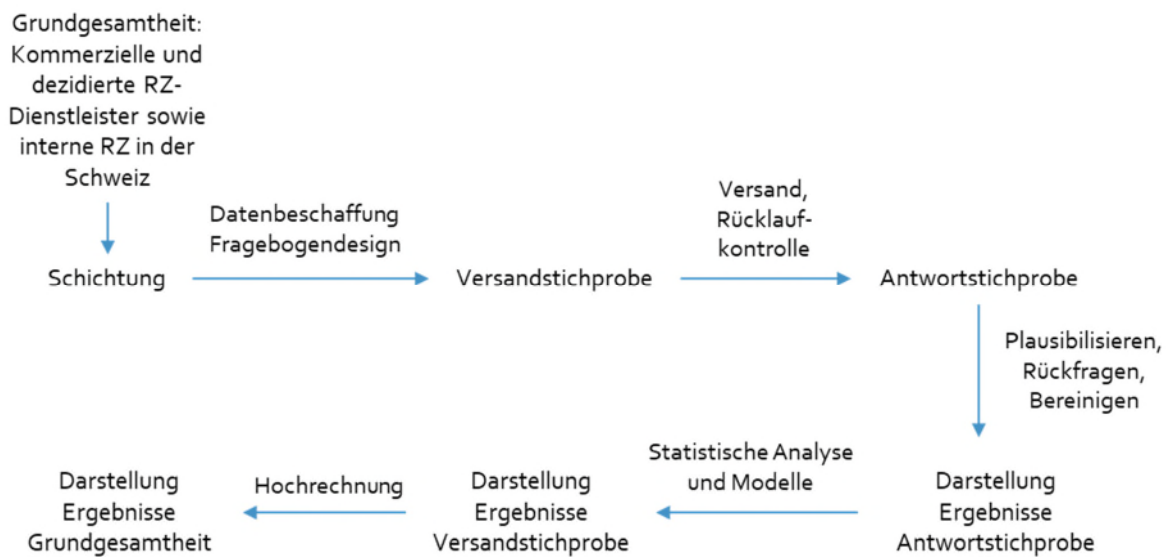 Grundgesamtheit:
Kommerzielle und
dezidierte RZ-
Dienstleister sowie
interne RZ in der
Schweiz
Datenbeschaffung
Fragebogendesign
Versand,
Rücklauf-
kontrolle
Schichtung
Versandstichprobe
Antwortstichprobe
Plausibilisieren,
Rückfragen,
Bereinigen
Statistische Analyse
und Modelle
Hochrechnung
Darstellung
Ergebnisse
Grundgesamtheit
Darstellung
Ergebnisse
Versandstichprobe
Darstellung
Ergebnisse
Antwortstichprobe